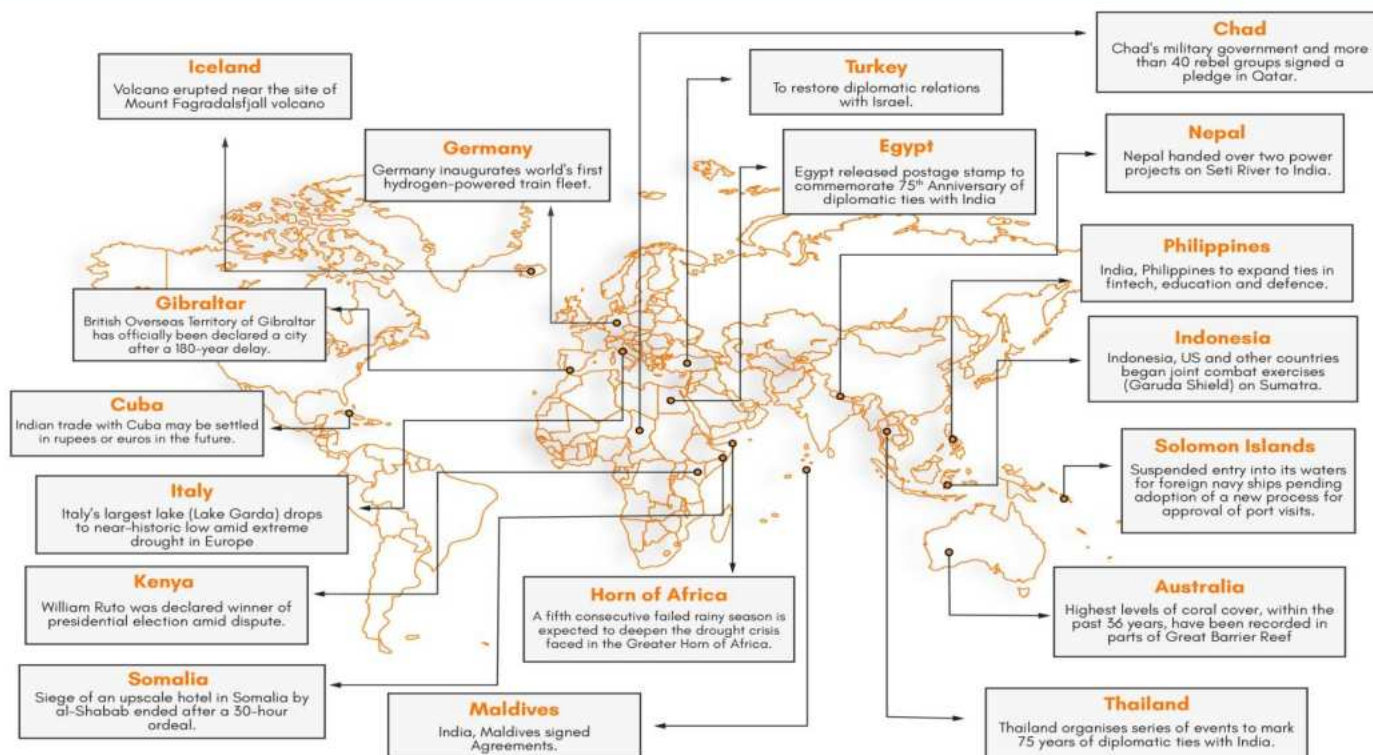 Chad
Chad's military government and more
than 40 rebel groups signed a
pledge in Qatar.
Iceland
Volcano erupted near the site of
Mount Fagradalsfjall volcano
Turkey
To restore diplomatic relations
with Israel.
Nepal
Nepal handed over two power
projects on Seti River to India.
Germany
Germany inaugurates world's first
hydrogen-powered train fleet.
Egypt
Egypt released postage stamp to
commemorate 75th Anniversary of
diplomatic ties with India
Philippines
India, Philippines to expand ties in
fintech, education and defence.
Gibraltar
British Overseas Territory of Gibraltar
has officially been declared a city
after a 180-year delay.
Indonesia
Indonesia, US and other countries
began joint combat exercises
(Garuda Shield) on Sumatra.
Cuba
Indian trade with Cuba may be settled
in rupees or euros in the future.
Solomon Islands
Suspended entry into its waters
for foreign navy ships pending
adoption of a new process for
approval of port visits.
Italy
Italy's largest lake (Lake Garda) drops
to near-historic low amid extreme
drought in Europe
Kenya
William Ruto was declared winner of
presidential election amid dispute.
Horn of Africa
A fifth consecutive failed rainy season is
expected to deepen the drought crisis
faced in the Greater Horn of Africa.
Australia
Highest levels of coral cover, within the
past 36 years, have been recorded in
parts of Great Barrier Reef
Somalia
Siege of an upscale hotel in Somalia by
al-Shabab ended after a 30-hour
ordeal.
Maldives
India, Maldives signed
Agreements.
Thailand
Thailand organises series of events to mark
75 years of diplomatic ties with India.